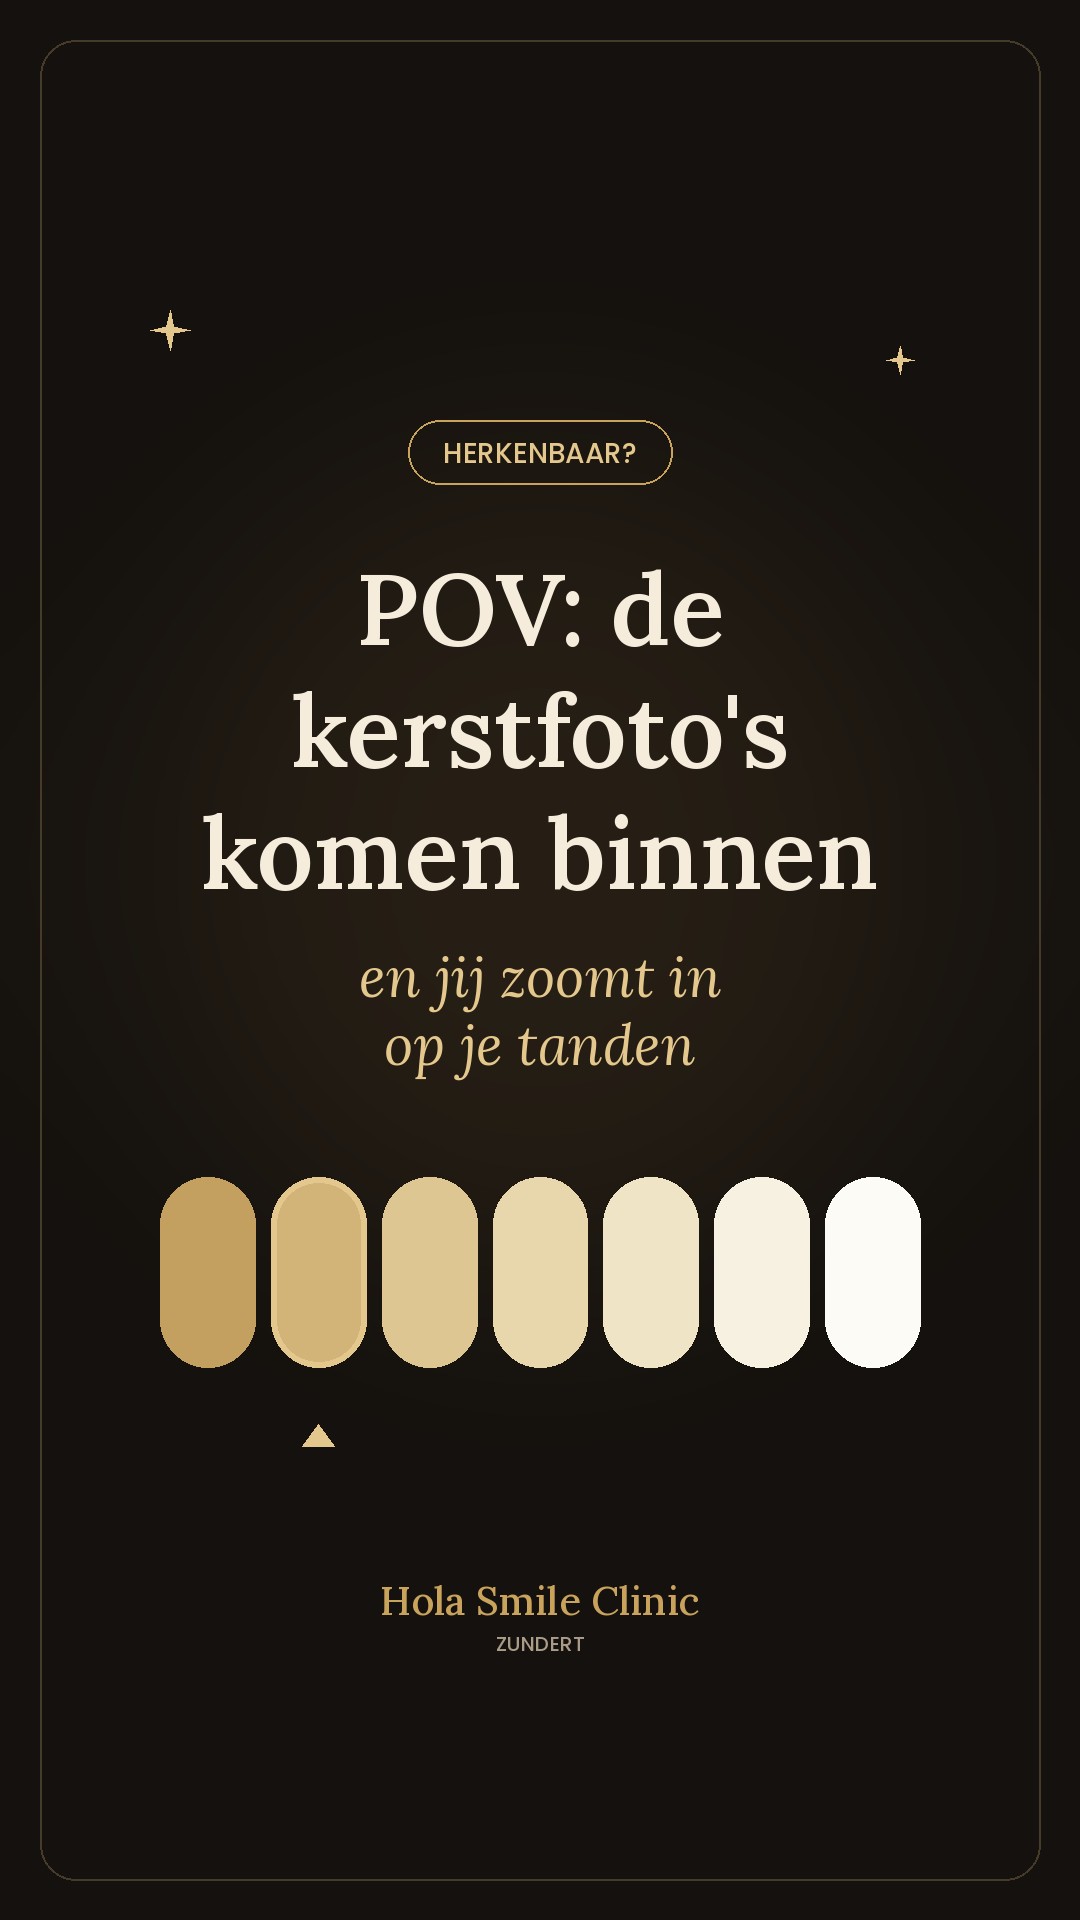 HERKENBAAR?
POV: de
kerstfoto's
komen binnen
en jij zoomt in
op je tanden
Hola Smile Clinic
ZUNDERT